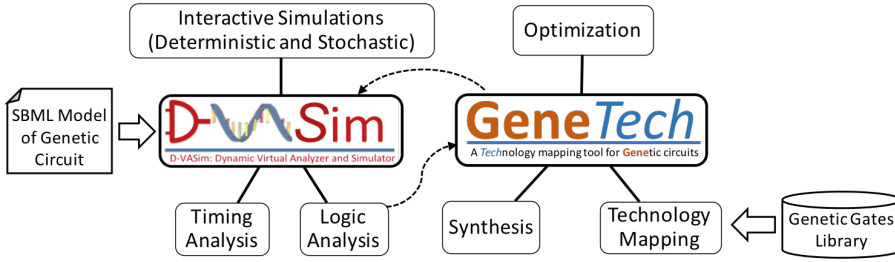 Interactive Simulations
(Deterministic and Stochastic)
Optimization
SBML Model
of Genetic
Circuit
D-VASim
D-VASim: Dynamic Virtual Analyzer and Simulator
GeneTech
A Technology mapping tool for Genetic circuits
Timing
Analysis
Logic
Analysis
Synthesis
Technology
Mapping
Genetic Gates
Library